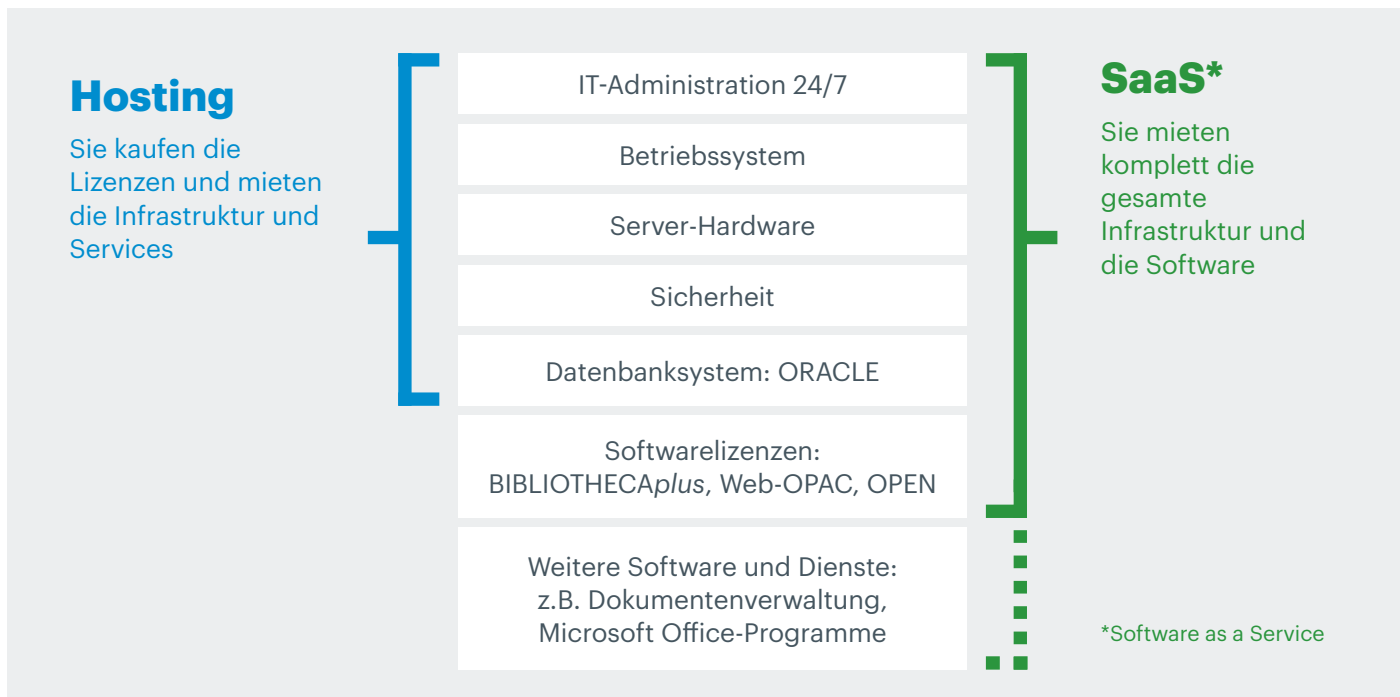 Hosting
Sie kaufen die
Lizenzen und mieten
die Infrastruktur und
Services
IT-Administration 24/7
Betriebssystem
Server-Hardware
Sicherheit
Datenbanksystem: ORACLE
Softwarelizenzen:
BIBLIOTHECAplus, Web-OPAC, OPEN
Weitere Software und Dienste:
z.B. Dokumentenverwaltung,
Microsoft Office-Programme
SaaS*
Sie mieten
komplett die
gesamte
Infrastruktur und
die Software
*Software as a Service